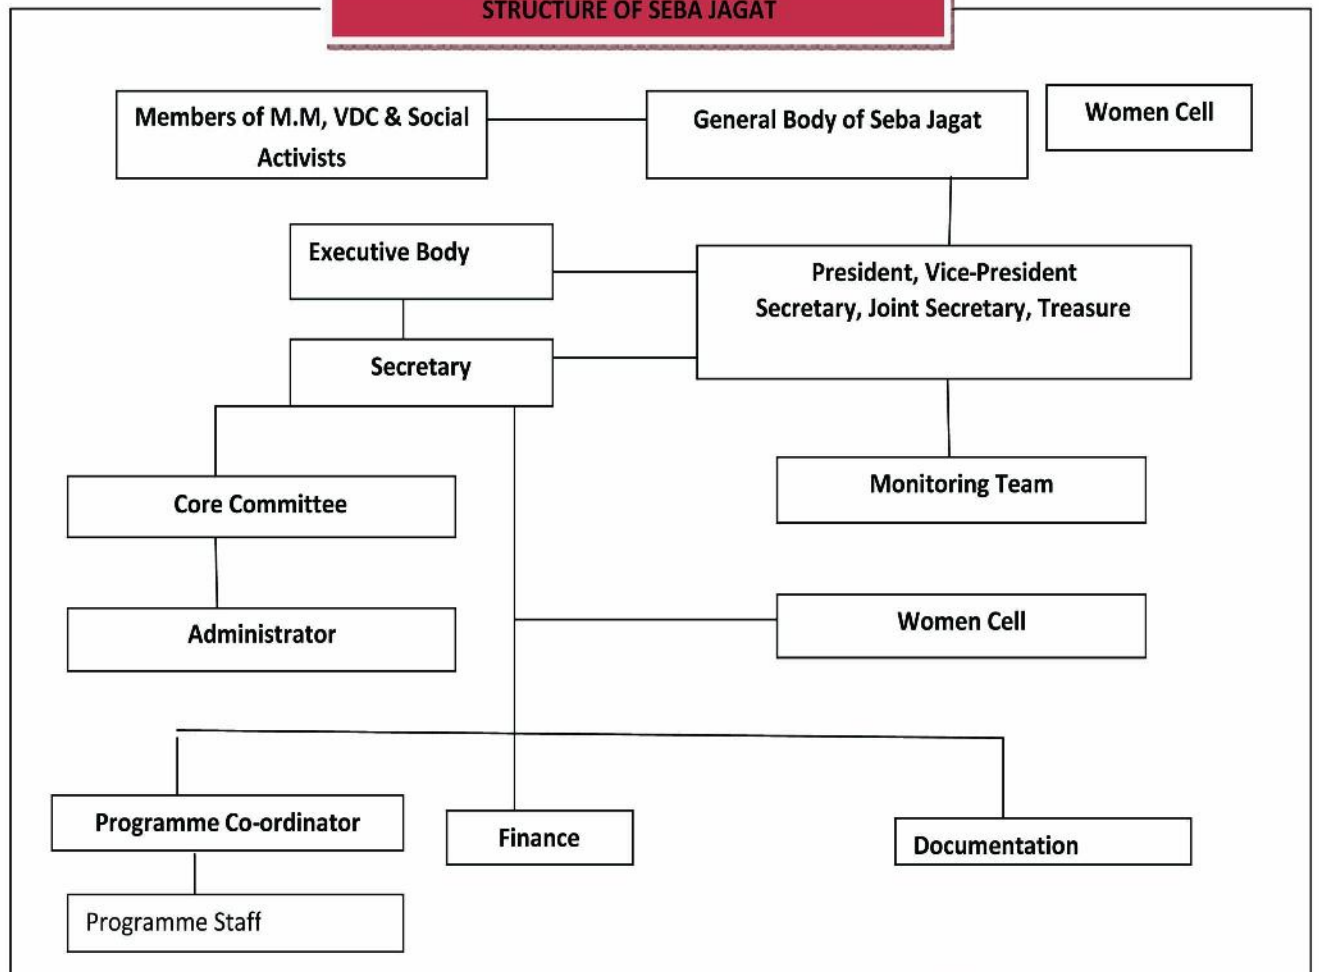 STRUCTURE OF SEBA JAGAT
Members of M.M, VDC & Social
Activists
General Body of Seba Jagat
Women Cell
Executive Body
President, Vice-President
Secretary, Joint Secretary, Treasure
Secretary
Core Committee
Monitoring Team
Administrator
Women Cell
Programme Co-ordinator
Finance
Documentation
Programme Staff